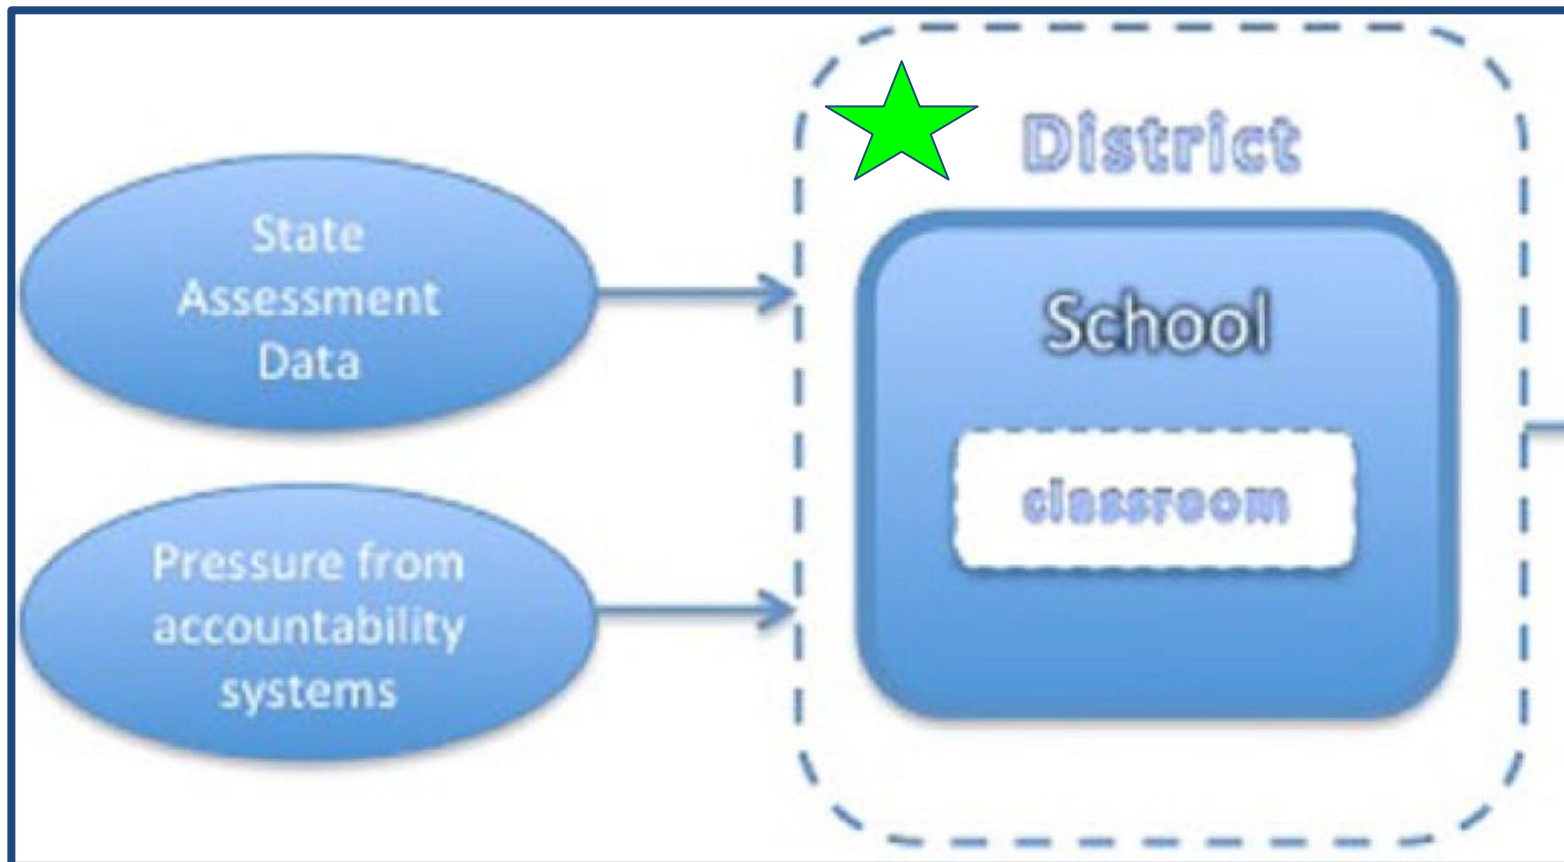 State
Assessment
Data
Pressure from
accountability
systems
District
School
classroom